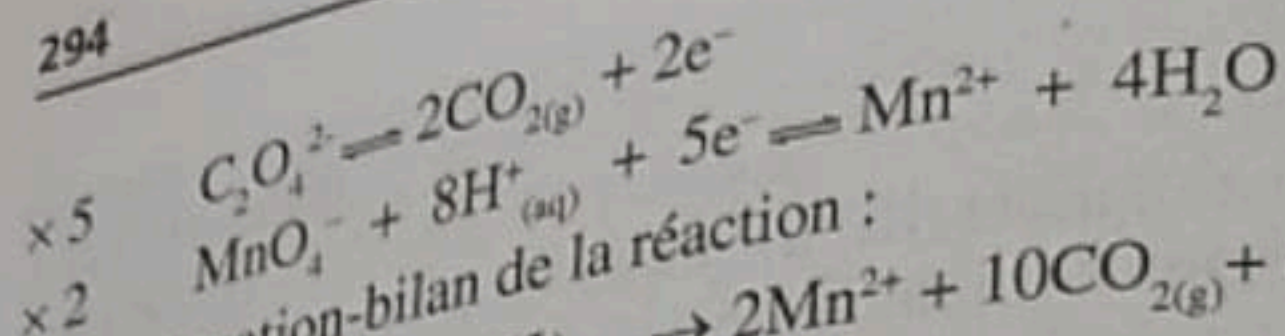 294
× 5 C₂O₄²⁻ ⇌ 2CO₂(g) + 2e⁻
× 2 MnO₄⁻ + 8H⁺(aq) + 5e⁻ ⇌ Mn²⁺ + 4H₂O
-bilan de la réaction :
→ 2Mn²⁺ + 10CO₂(g) +